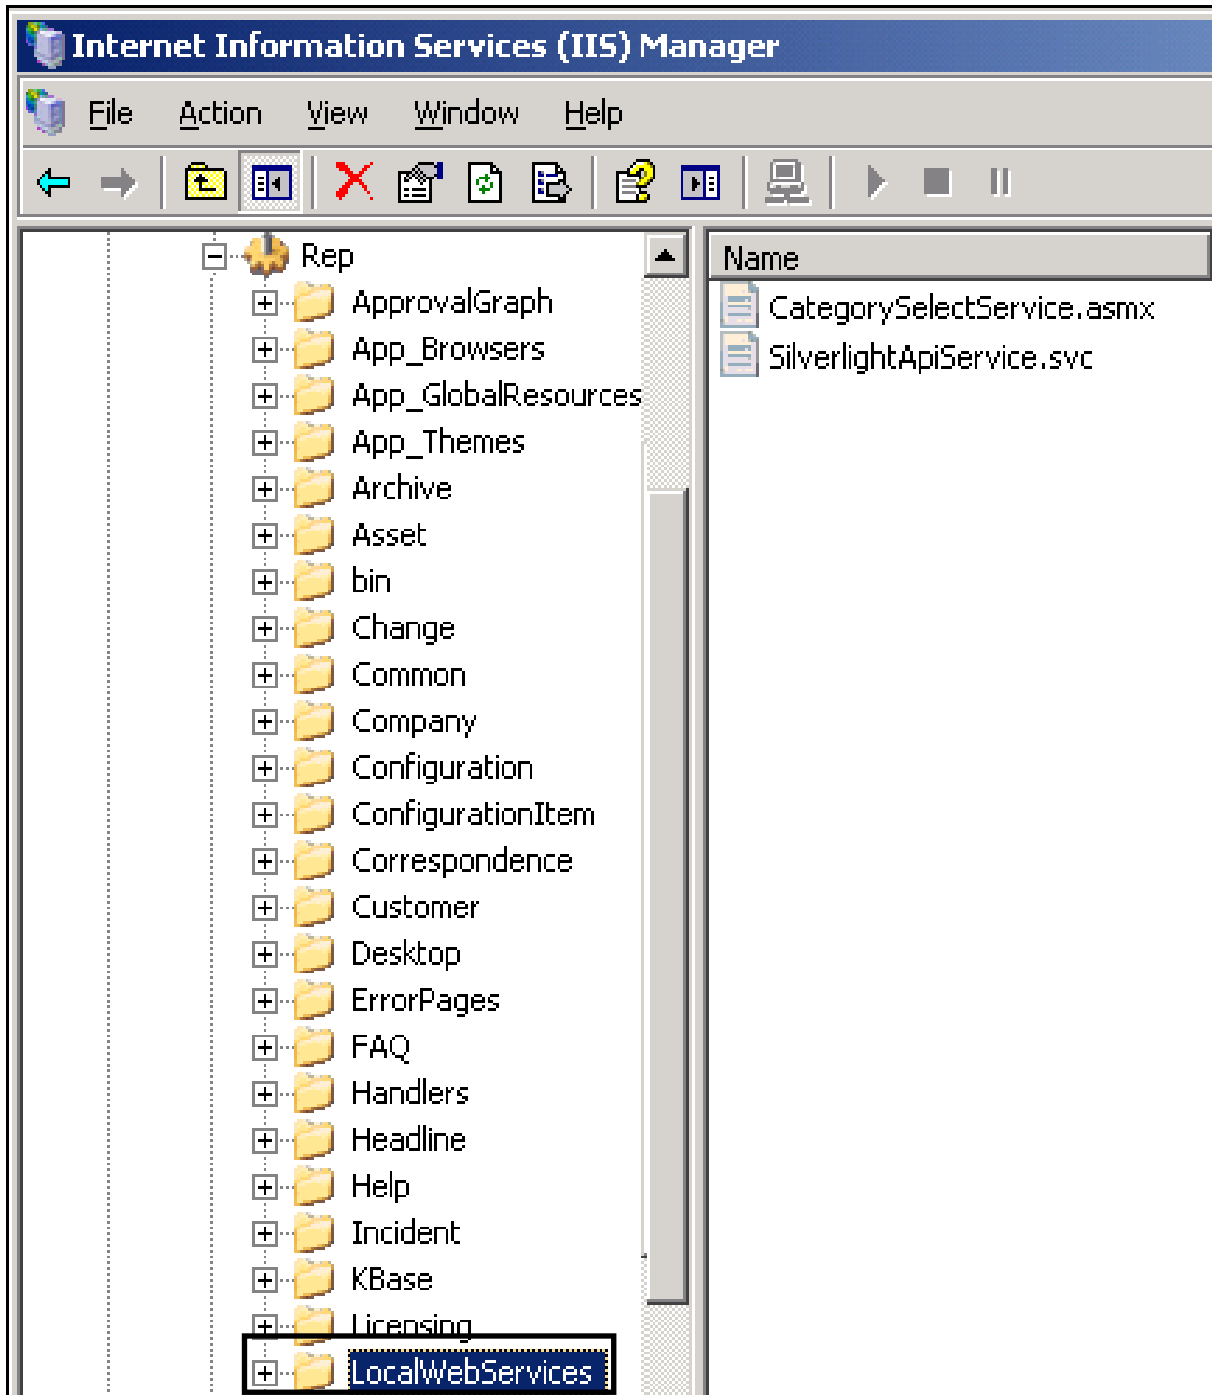 Internet Information Services (IIS) Manager
File Action View Window Help
Rep
ApprovalGraph
App_Browsers
App_GlobalResources
App_Themes
Archive
Asset
bin
Change
Common
Company
Configuration
ConfigurationItem
Correspondence
Customer
Desktop
ErrorPages
FAQ
Handlers
Headline
Help
Incident
KBase
Licensing
LocalWebServices
Name
CategorySelectService.asmx
SilverlightApiService.svc